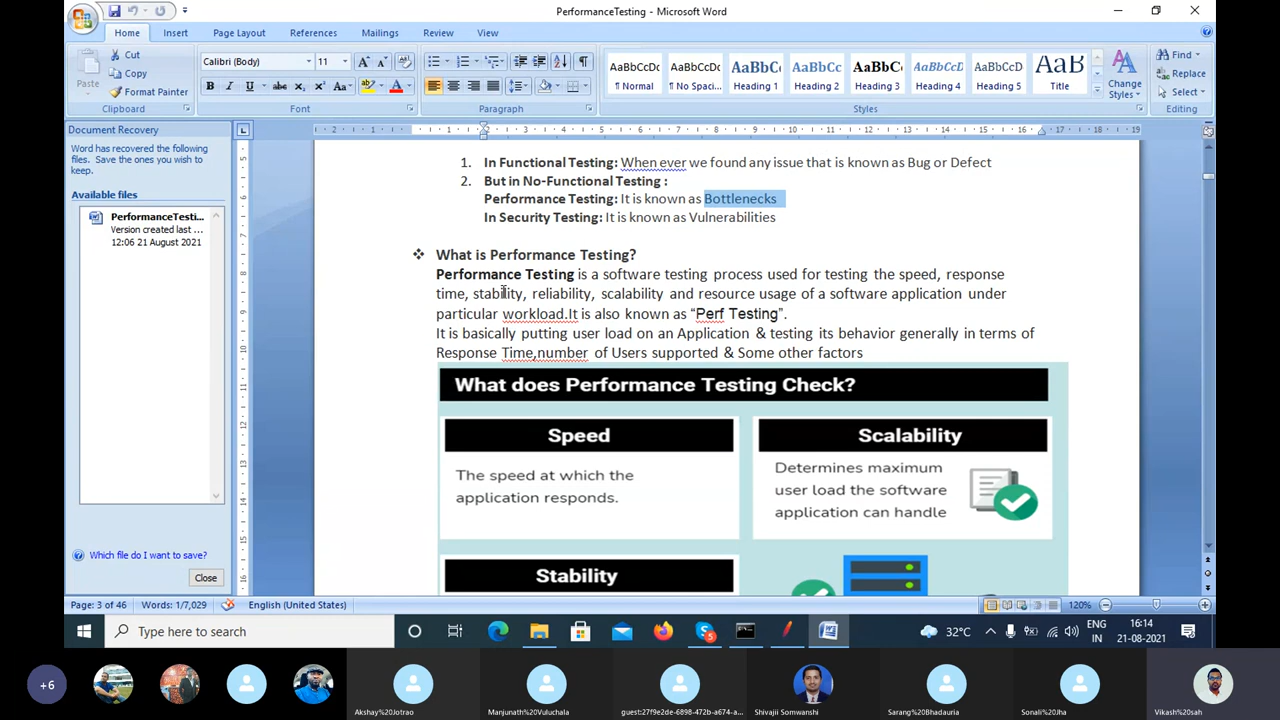 PerformanceTesting - Microsoft Word
Home Insert Page Layout References Mailings Review View
Paste
Cut
Copy
Format Painter
Clipboard
Calibri (Body) 11
Font
Paragraph
AaBbCcDc AaBbCcDc AaBbC AaBbCc AaBbCc AaBbCcD AaBbCcD AaB
¶ Normal ¶ No Spaci... Heading 1 Heading 2 Heading 3 Heading 4 Heading 5 Title
Change Styles
Styles
Find
Replace
Select
Editing
Document Recovery
Word has recovered the following files. Save the ones you wish to keep.
Available files
PerformanceTesti...
Version created last ...
12:06 21 August 2021
Which file do I want to save?
Close
1. In Functional Testing: When ever we found any issue that is known as Bug or Defect
2. But in No-Functional Testing :
Performance Testing: It is known as Bottlenecks
In Security Testing: It is known as Vulnerabilities
❖ What is Performance Testing?
Performance Testing is a software testing process used for testing the speed, response
time, stability, reliability, scalability and resource usage of a software application under
particular workload.It is also known as “Perf Testing”.
It is basically putting user load on an Application & testing its behavior generally in terms of
Response Time,number of Users supported & Some other factors
What does Performance Testing Check?
Speed
The speed at which the
application responds.
Scalability
Determines maximum
user load the software
application can handle
Stability
Page: 3 of 46 Words: 1/7,029 English (United States) 120%
Type here to search
32°C
ENG
IN
16:14
21-08-2021
+6
Akshay%20Jotrao
Manjunath%20Vuluchala
guest:27f9e2de-6898-472b-a674-a...
Shivajii Somwanshi
Sarang%20Bhadauria
Sonali%20Jha
Vikash%20sah